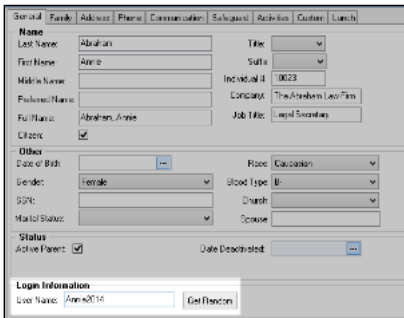 General Family Address Phone Communication Safeguard Activities Custom Lunch
Name
Last Name: Abraham Title:
First Name: Annie Suffix:
Middle Name: Individual #: 10023
Preferred Name: Company: The Abraham Law Firm
Full Name: Abraham, Annie Job Title: Legal Secretary
Citizen:
Other
Date of Birth: ... Race: Caucasian
Gender: Female Blood Type: B-
SSN: Church:
Marital Status: Spouse
Status
Active Parent: Date Deactivated: ...
Login Information
User Name: Annie2014 Get Random